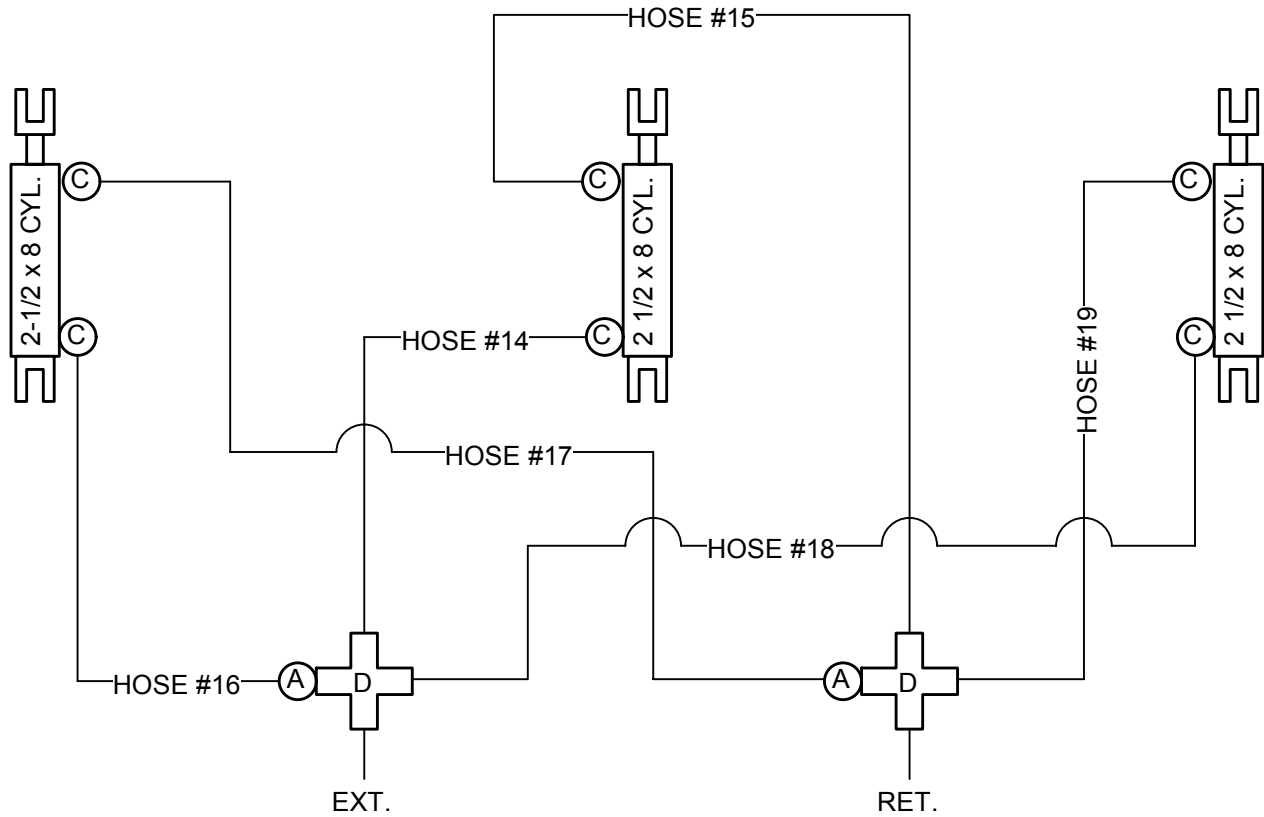 HOSE #15
C
C
C
2-1/2 x 8 CYL.
2 1/2 x 8 CYL.
2 1/2 x 8 CYL.
C
HOSE #14
C
C
HOSE #19
HOSE #17
HOSE #18
HOSE #16
A
D
A
D
EXT.
RET.